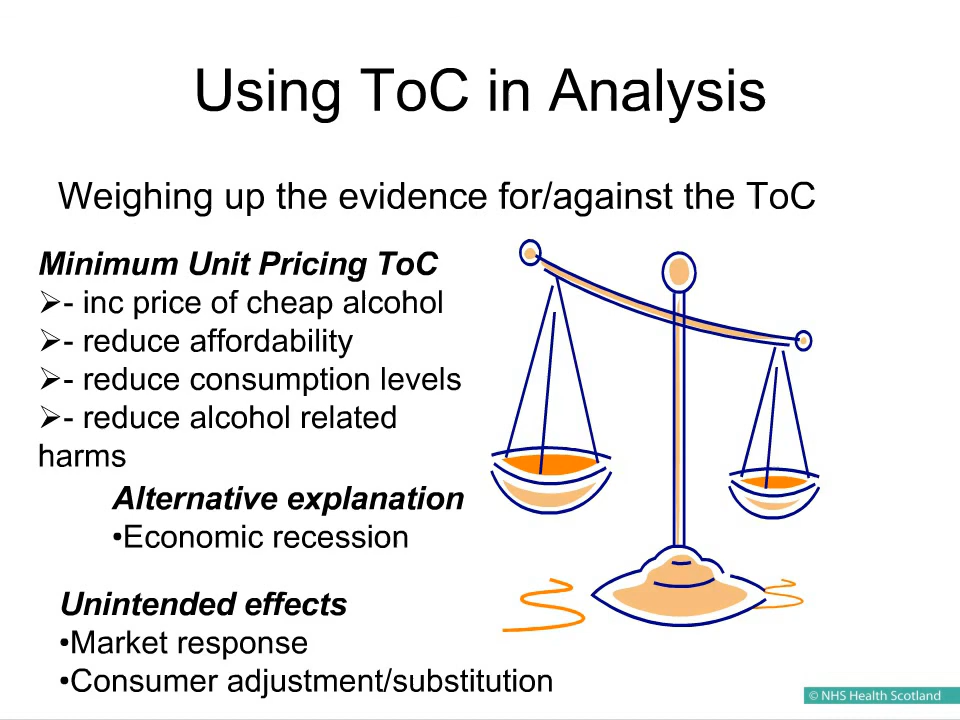 Using ToC in Analysis
Weighing up the evidence for/against the ToC
Minimum Unit Pricing ToC
➢- inc price of cheap alcohol
➢- reduce affordability
➢- reduce consumption levels
➢- reduce alcohol related
harms
Alternative explanation
•Economic recession
Unintended effects
•Market response
•Consumer adjustment/substitution
© NHS Health Scotland